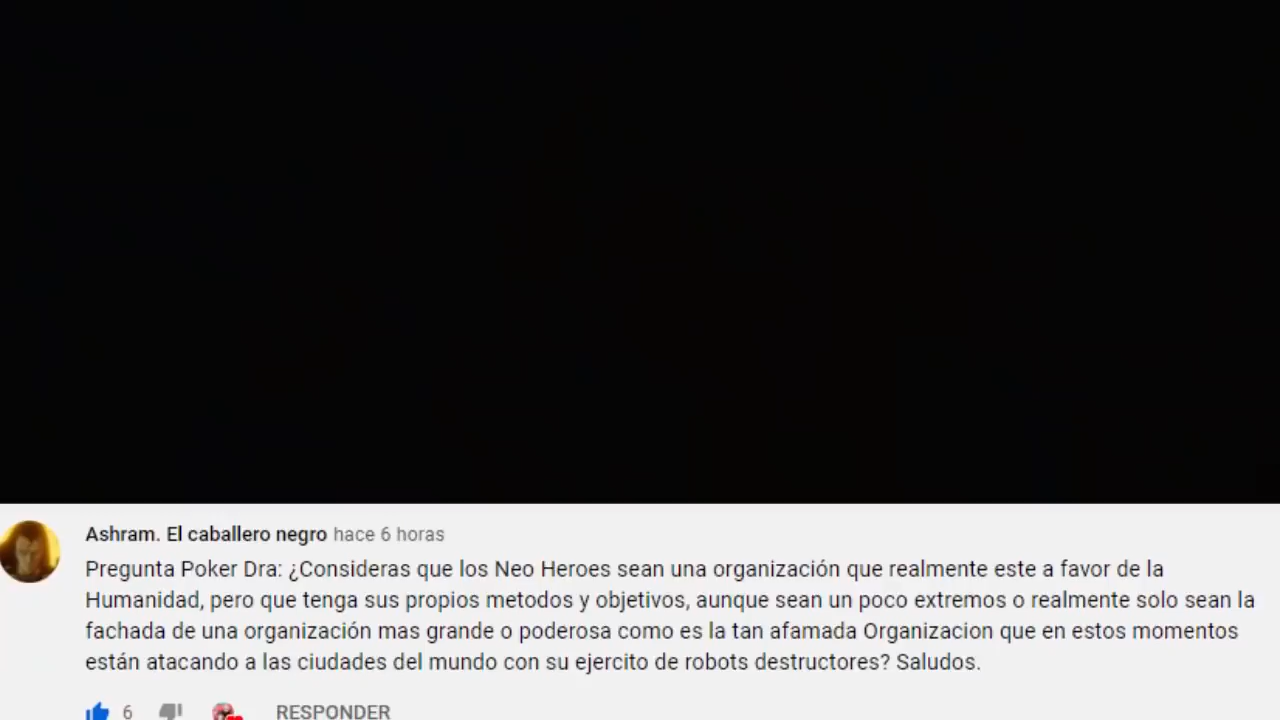 Ashram. El caballero negro hace 6 horas
Pregunta Poker Dra: ¿Consideras que los Neo Heroes sean una organización que realmente este a favor de la
Humanidad, pero que tenga sus propios metodos y objetivos, aunque sean un poco extremos o realmente solo sean la
fachada de una organización mas grande o poderosa como es la tan afamada Organizacion que en estos momentos
están atacando a las ciudades del mundo con su ejercito de robots destructores? Saludos.
6 RESPONDER